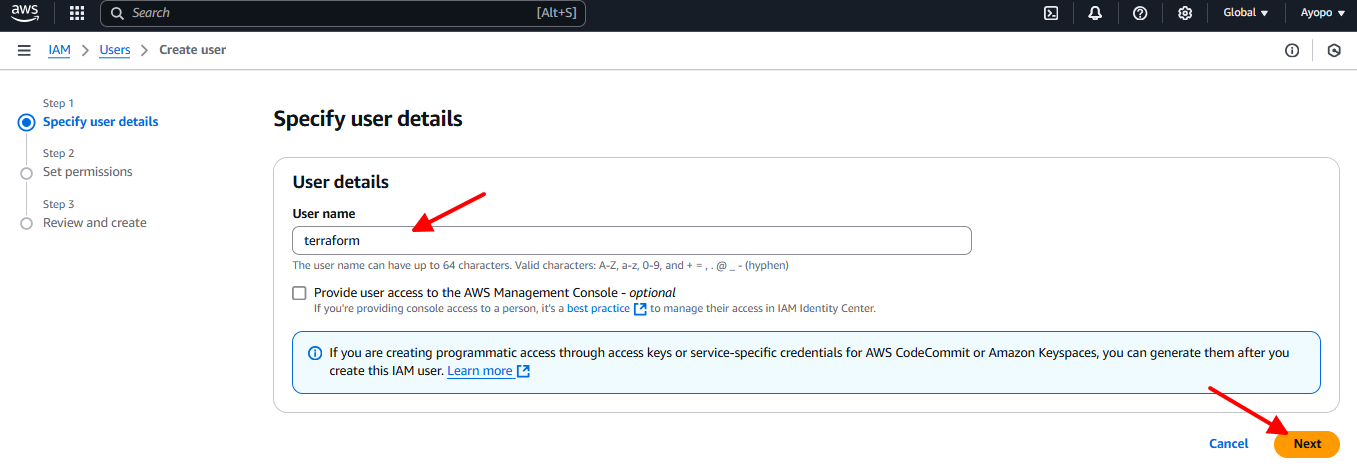 aws
Search
[Alt+S]
Global
Ayopo
IAM
Users
Create user
Step 1
Specify user details
Step 2
Set permissions
Step 3
Review and create
Specify user details
User details
User name
terraform
The user name can have up to 64 characters. Valid characters: A-Z, a-z, 0-9, and + = , . @ _ - (hyphen)
Provide user access to the AWS Management Console - optional
If you're providing console access to a person, it's a best practice to manage their access in IAM Identity Center.
If you are creating programmatic access through access keys or service-specific credentials for AWS CodeCommit or Amazon Keyspaces, you can generate them after you
create this IAM user. Learn more
Cancel
Next